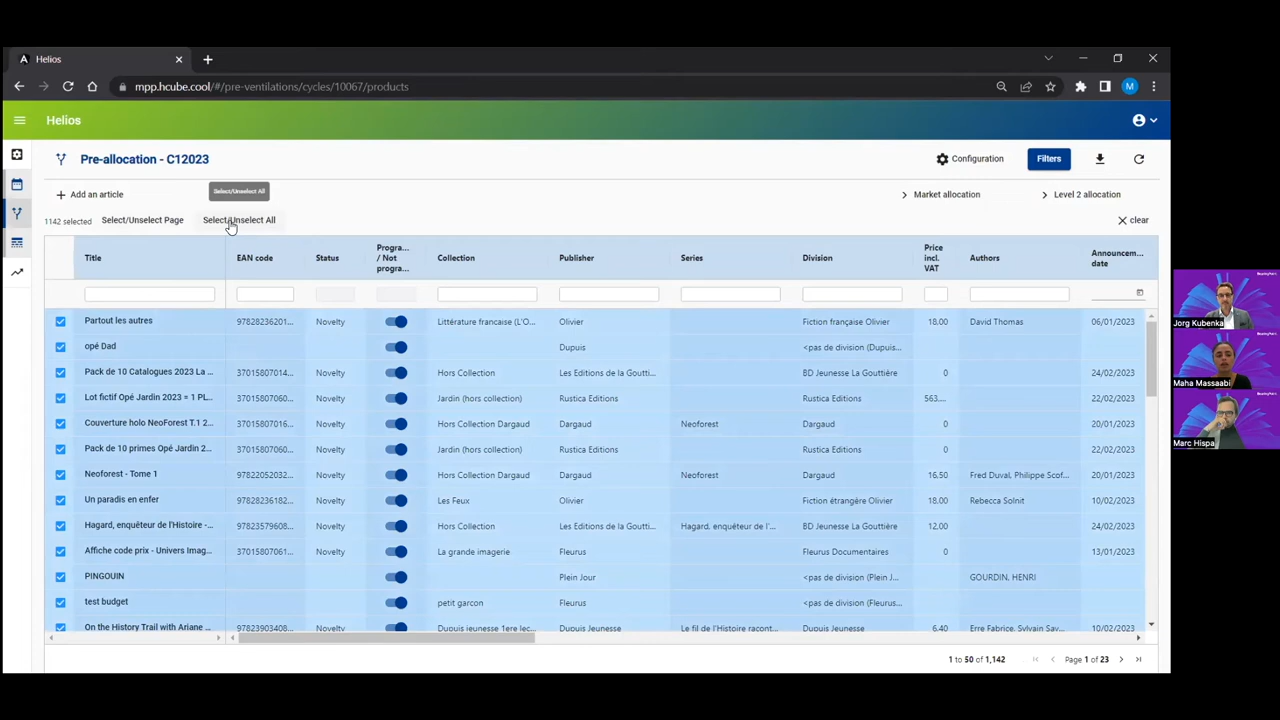 Helios
mpp.hcube.cool/#/pre-ventilations/cycles/10067/products
M
Helios
Pre-allocation - C12023
Configuration
Filters
Add an article
Select/Unselect All
Market allocation
Level 2 allocation
1142 selected
Select/Unselect Page
Select/Unselect All
clear
Title EAN code Status Progra... / Not progra... Collection Publisher Series Division Price incl. VAT Authors Announcem... date
Partout les autres 97828236201... Novelty Littérature francaise (L'O... Olivier Fiction française Olivier 18.00 David Thomas 06/01/2023
opé Dad Dupuis <pas de division (Dupuis...
Pack de 10 Catalogues 2023 La ... 37015807014... Novelty Hors Collection Les Editions de la Goutti... BD Jeunesse La Gouttière 0 24/02/2023
Lot fictif Opé Jardin 2023 = 1 PL... 37015807060... Novelty Jardin (hors collection) Rustica Editions Rustica Editions 563.... 22/02/2023
Couverture holo NeoForest T.1 2... 37015807016... Novelty Hors Collection Dargaud Dargaud Neoforest Dargaud 0 20/01/2023
Pack de 10 primes Opé Jardin 2... 37015807060... Novelty Jardin (hors collection) Rustica Editions Rustica Editions 0 22/02/2023
Neoforest - Tome 1 97822052032... Novelty Hors Collection Dargaud Dargaud Neoforest Dargaud 16.50 Fred Duval, Philippe Scof... 20/01/2023
Un paradis en enfer 97828236182... Novelty Les Feux Olivier Fiction étrangère Olivier 18.00 Rebecca Solnit 10/02/2023
Hagard, enquêteur de l'Histoire -... 97823579608... Novelty Hors Collection Les Editions de la Goutti... Hagard, enquêteur de l'... BD Jeunesse La Gouttière 12.00 24/02/2023
Affiche code prix - Univers Imag... 37015807061... Novelty La grande imagerie Fleurus Fleurus Documentaires 0 13/01/2023
PINGOUIN Plein Jour <pas de division (Plein J... GOURDIN, HENRI
test budget petit garcon Fleurus <pas de division (Fleurus...
On the History Trail with Ariane ... 97823903408... Novelty Dupuis jeunesse 1ere lec... Dupuis Jeunesse Le fil de l'Histoire racont... Dupuis Jeunesse 6.40 Erre Fabrice, Sylvain Sav... 10/02/2023
1 to 50 of 1,142
Page 1 of 23
Jorg Kubenka
Maha Massaabi
Marc Hispa